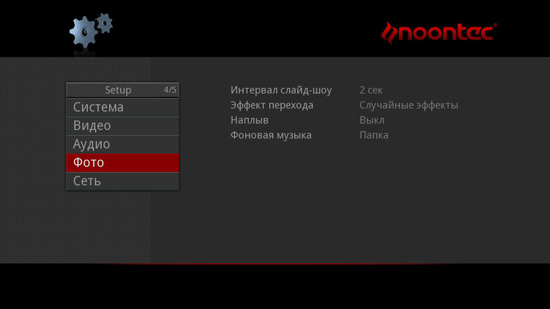 noontec
Setup 4/5
Система
Видео
Аудио
Фото
Сеть
Интервал слайд-шоу 2 сек
Эффект перехода Случайные эффекты
Наплыв Выкл
Фоновая музыка Папка